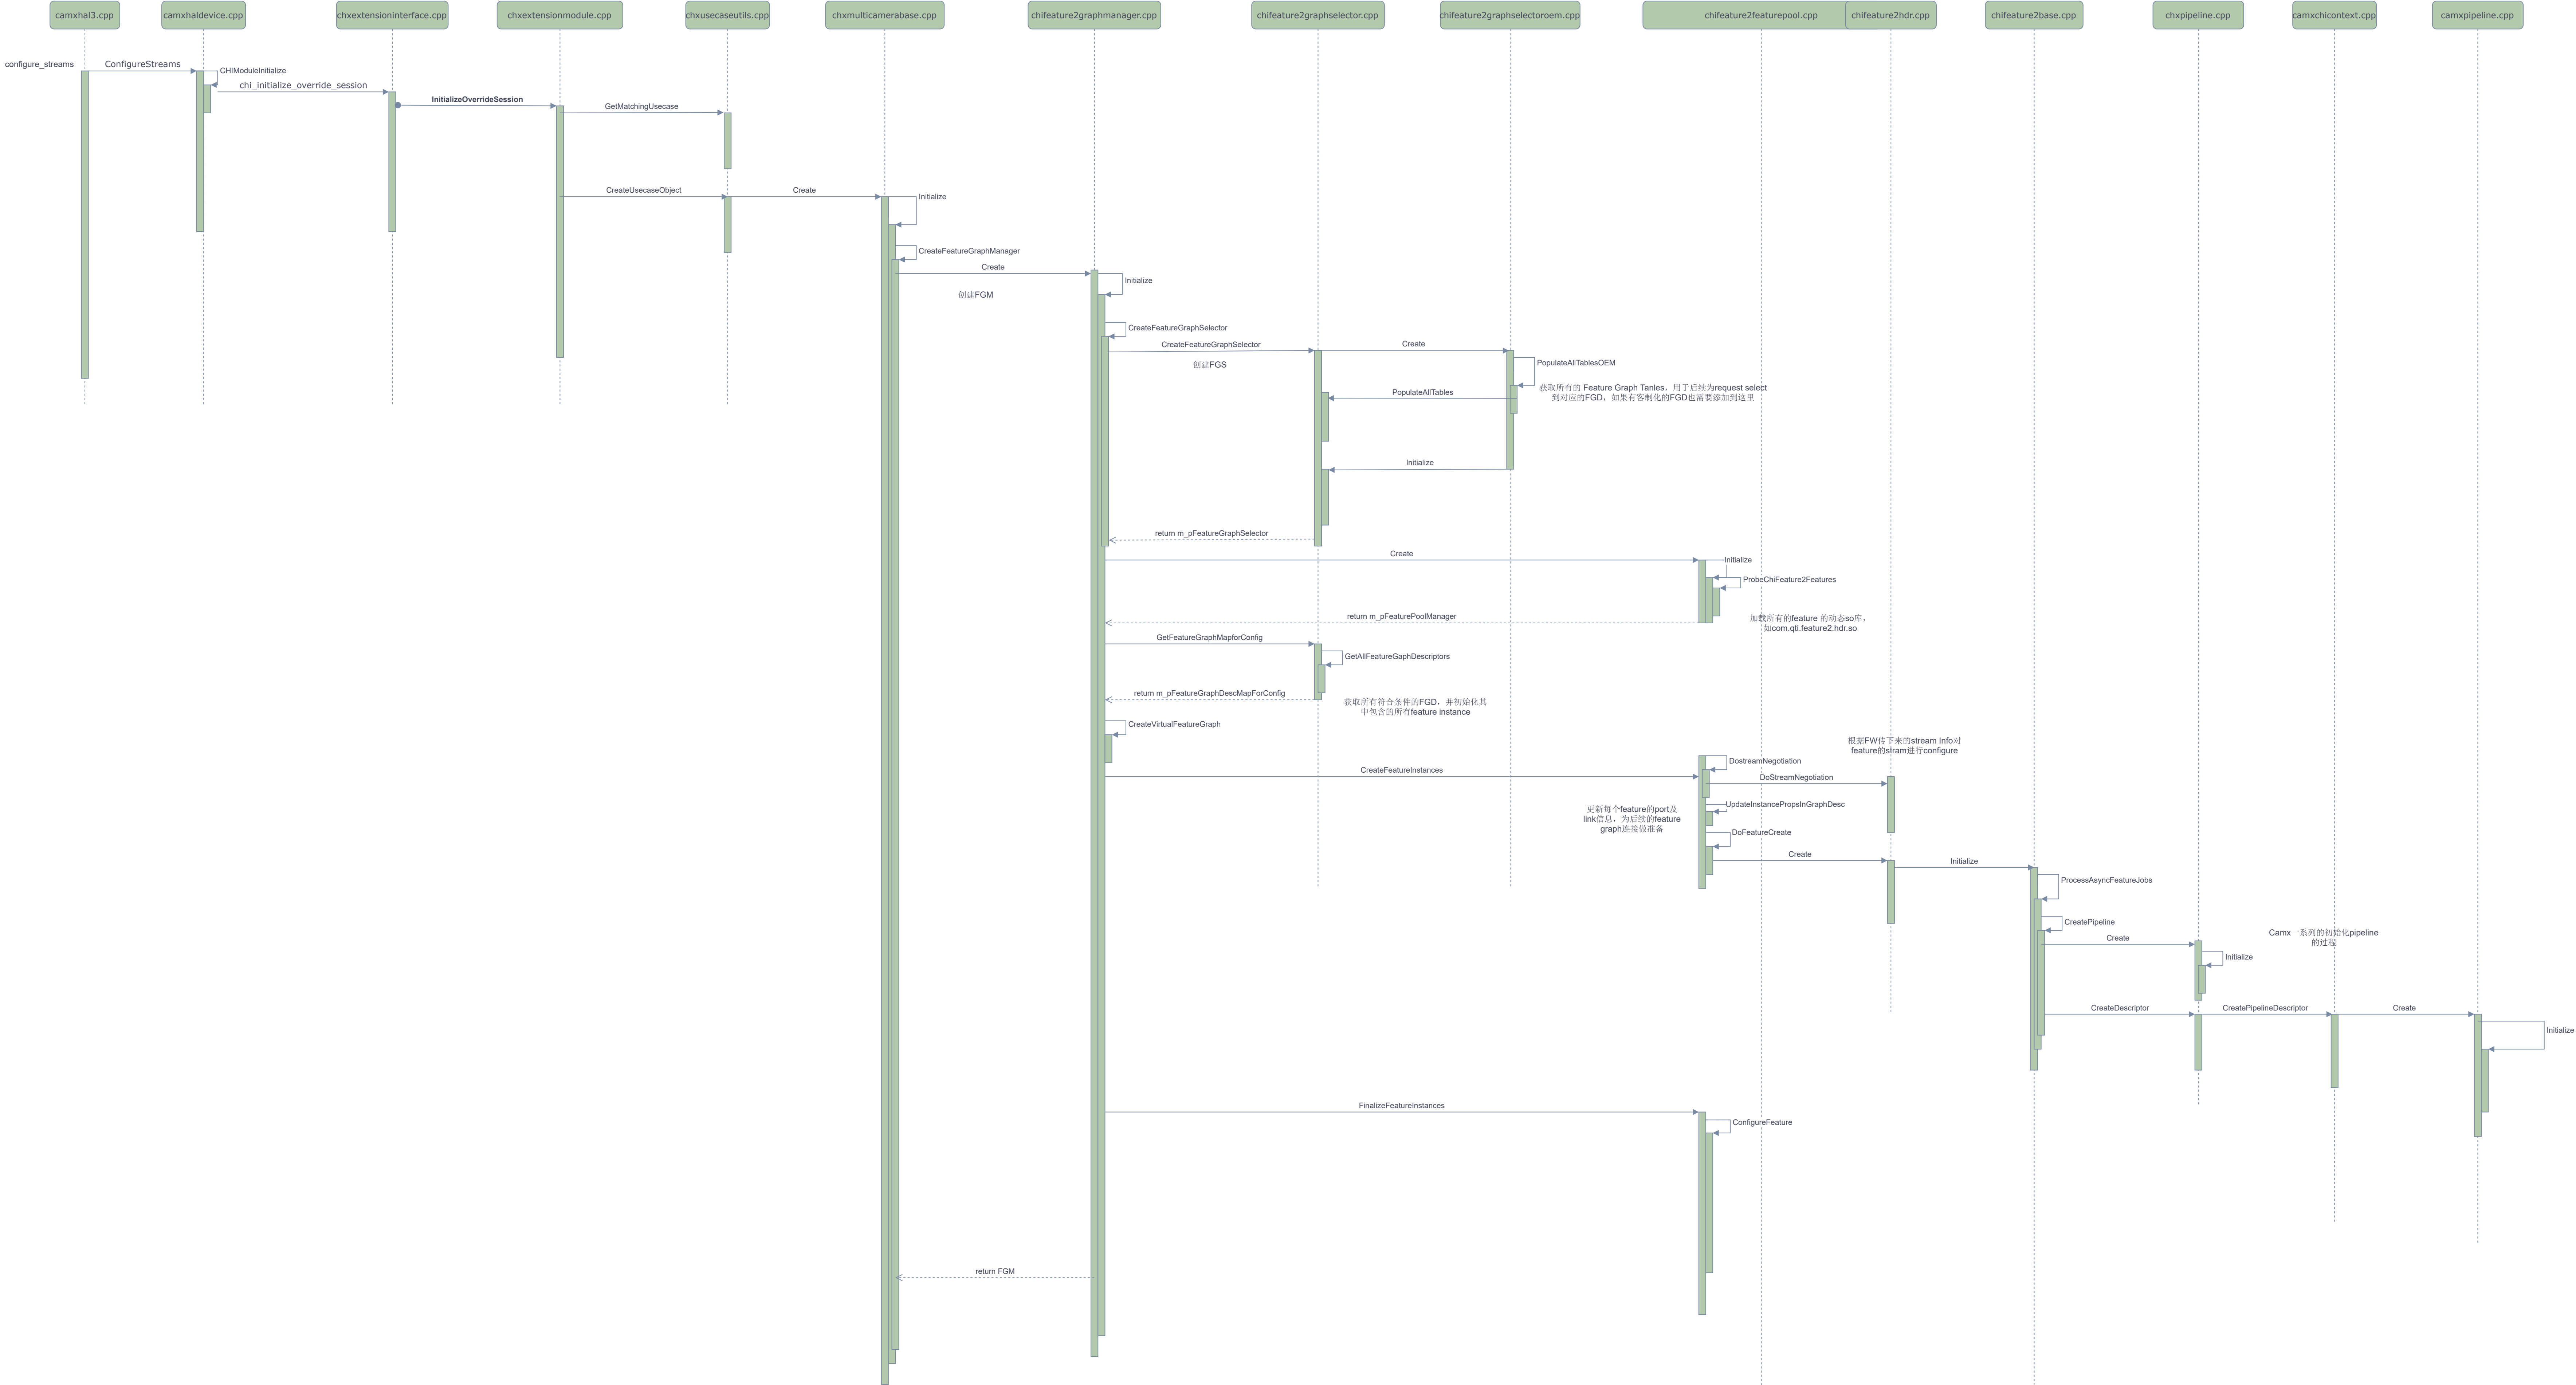 camxhal3.cpp
camxhaldevice.cpp
chxextensioninterface.cpp
chxextensionmodule.cpp
chxusecaseutils.cpp
chxmulticamerabase.cpp
chifeature2graphmanager.cpp
chifeature2graphselector.cpp
chifeature2graphselectoroem.cpp
chifeature2featurepool.cpp
chifeature2hdr.cpp
chifeature2base.cpp
chxpipeline.cpp
camxchicontext.cpp
camxpipeline.cpp
configure_streams
ConfigureStreams
CHIModuleInitialize
chi_initialize_override_session
InitializeOverrideSession
GetMatchingUsecase
CreateUsecaseObject
Create
Initialize
CreateFeatureGraphManager
Create
Initialize
创建FGM
CreateFeatureGraphSelector
CreateFeatureGraphSelector
Create
创建FGS
PopulateAllTablesOEM
获取所有的 Feature Graph Tanles，用于后续为request select
到对应的FGD，如果有客制化的FGD也需要添加到这里
PopulateAllTables
Initialize
return m_pFeatureGraphSelector
Create
Initialize
ProbeChiFeature2Features
return m_pFeaturePoolManager
加载所有的feature 的动态so库，
如com.qti.feature2.hdr.so
GetFeatureGraphMapforConfig
GetAllFeatureGaphDescriptors
return m_pFeatureGraphDescMapForConfig
获取所有符合条件的FGD，并初始化其
中包含的所有feature instance
CreateVirtualFeatureGraph
根据FW传下来的stream Info对
feature的stram进行configure
DostreamNegotiation
CreateFeatureInstances
DoStreamNegotiation
更新每个feature的port及
link信息，为后续的feature
graph连接做准备
UpdateInstancePropsInGraphDesc
DoFeatureCreate
Create
Initialize
ProcessAsyncFeatureJobs
CreatePipeline
Create
Camx一系列的初始化pipeline
的过程
Initialize
CreateDescriptor
CreatePipelineDescriptor
Create
Initialize
FinalizeFeatureInstances
ConfigureFeature
return FGM